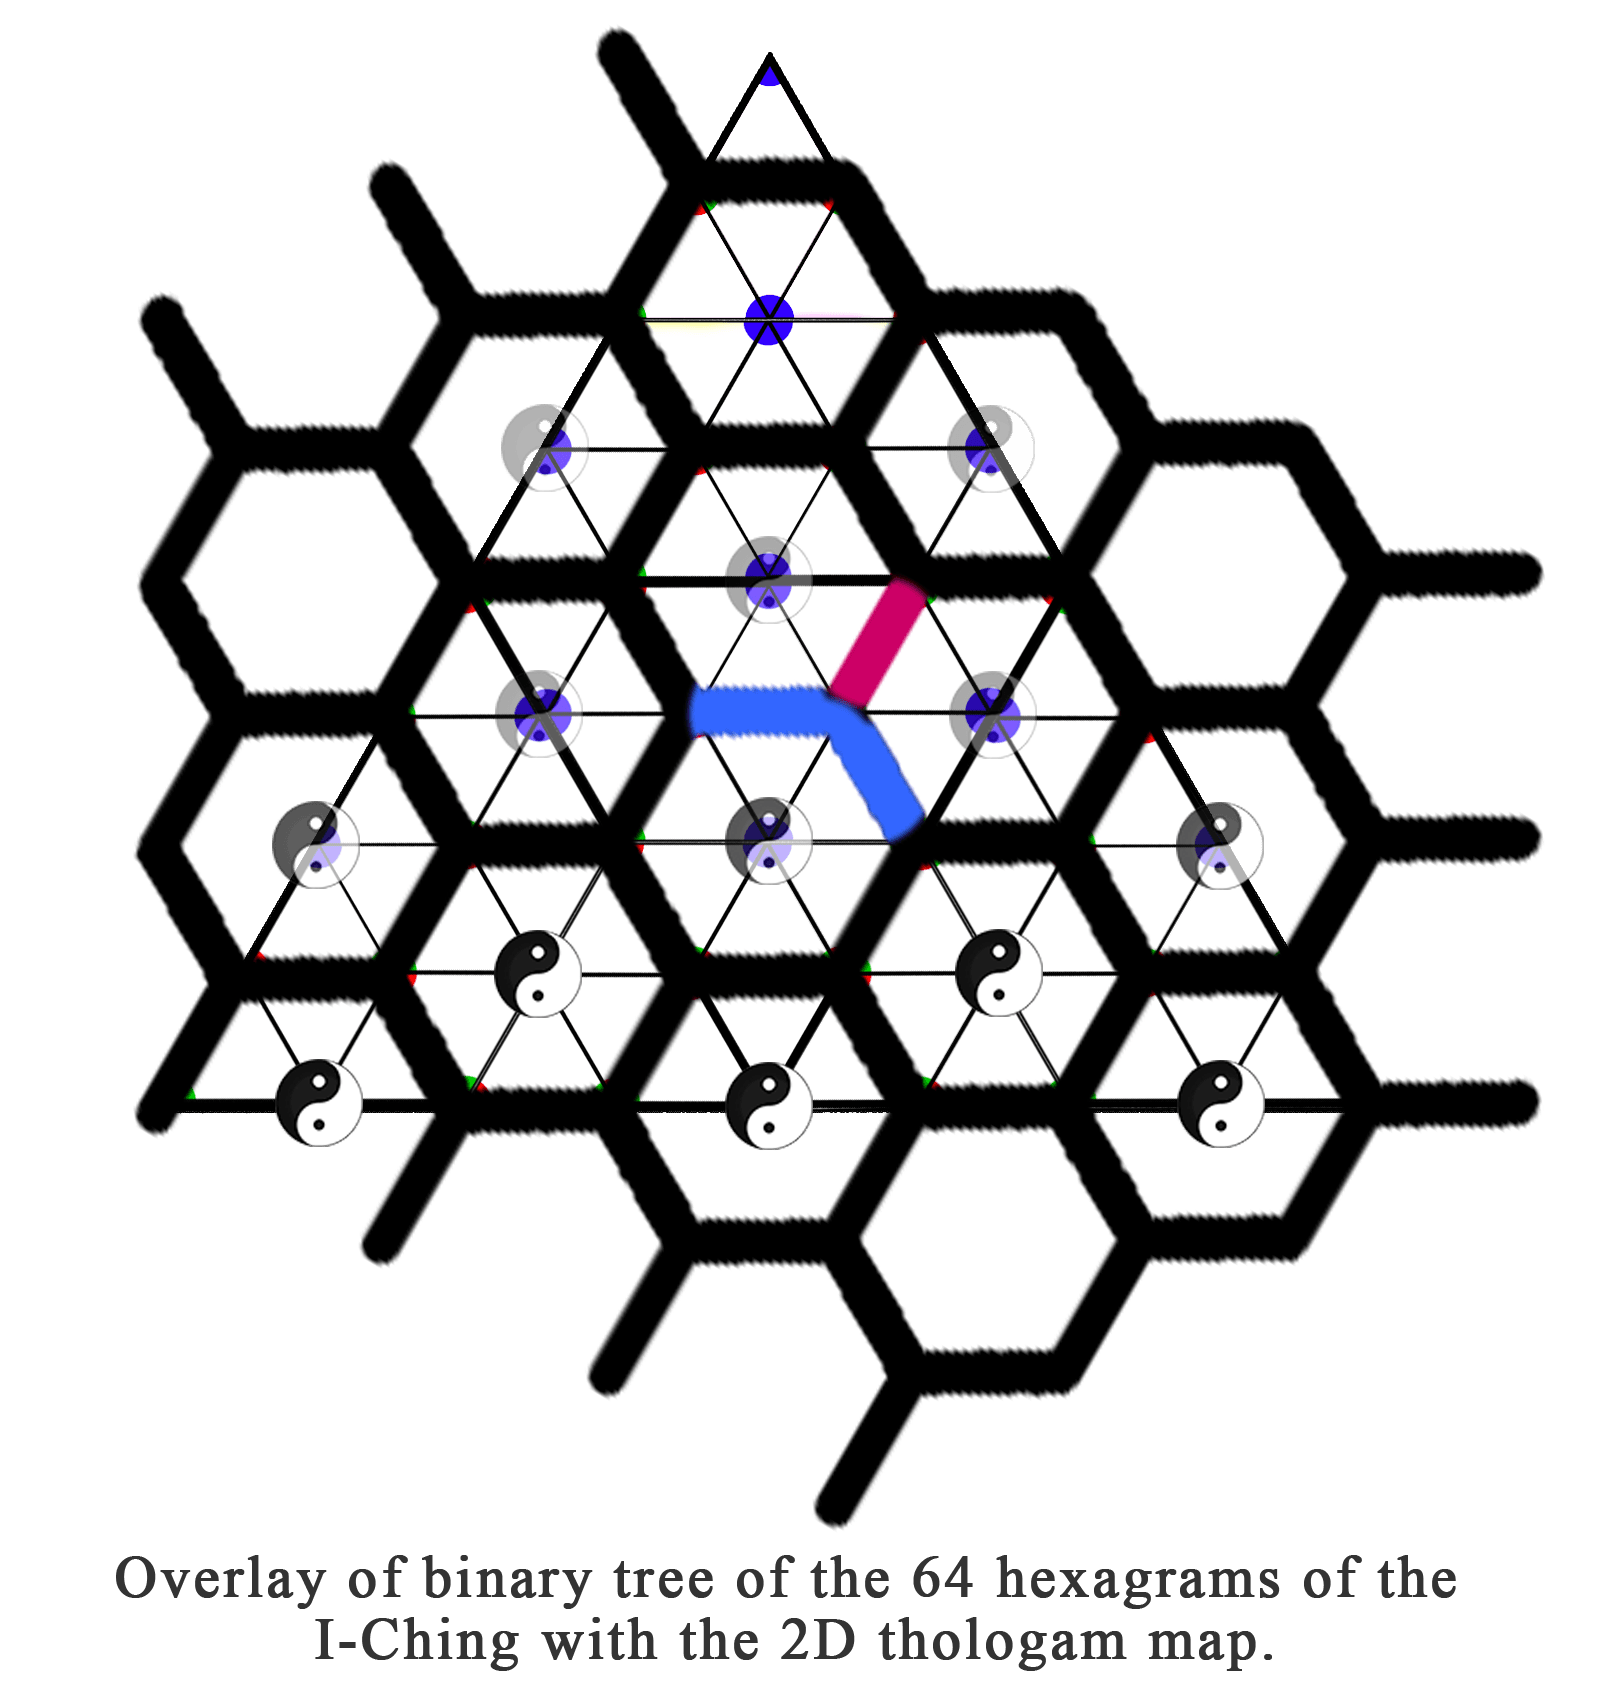 Overlay of binary tree of the 64 hexagrams of the
I-Ching with the 2D thologam map.